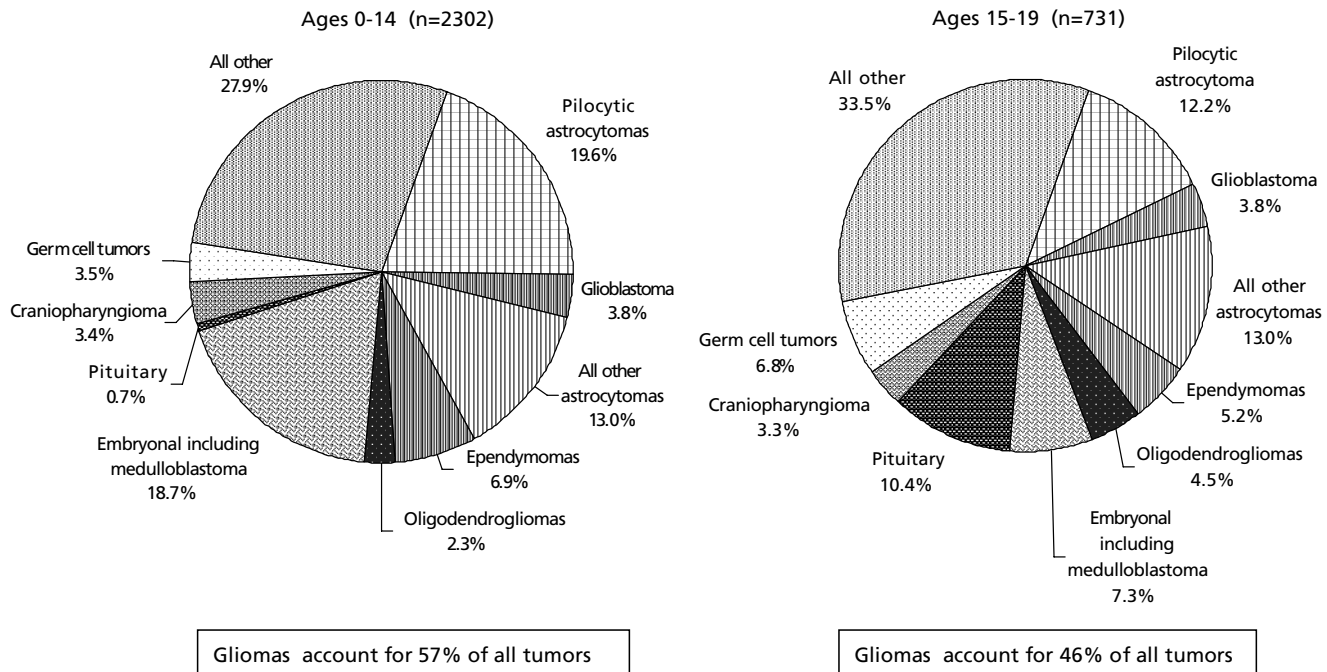 Ages 0-14 (n=2302)
All other
27.9%
Pilocytic
astrocytomas
19.6%
Glioblastoma
3.8%
All other
astrocytomas
13.0%
Ependymomas
6.9%
Oligodendrogliomas
2.3%
Embryonal including
medulloblastoma
18.7%
Pituitary
0.7%
Craniopharyngioma
3.4%
Germ cell tumors
3.5%
Gliomas account for 57% of all tumors
Ages 15-19 (n=731)
All other
33.5%
Pilocytic
astrocytoma
12.2%
Glioblastoma
3.8%
All other
astrocytomas
13.0%
Ependymomas
5.2%
Oligodendrogliomas
4.5%
Embryonal
including
medulloblastoma
7.3%
Pituitary
10.4%
Craniopharyngioma
3.3%
Germ cell tumors
6.8%
Gliomas account for 46% of all tumors